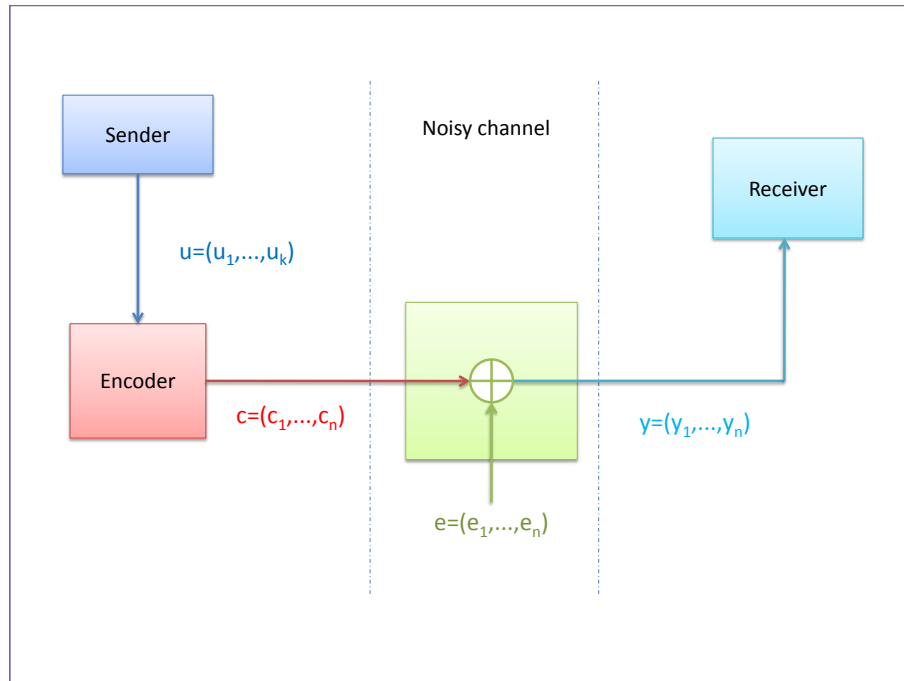 Sender
Noisy channel
Receiver
u=(u₁,...,uₖ)
Encoder
c=(c₁,...,cₙ)
y=(y₁,...,yₙ)
e=(e₁,...,eₙ)